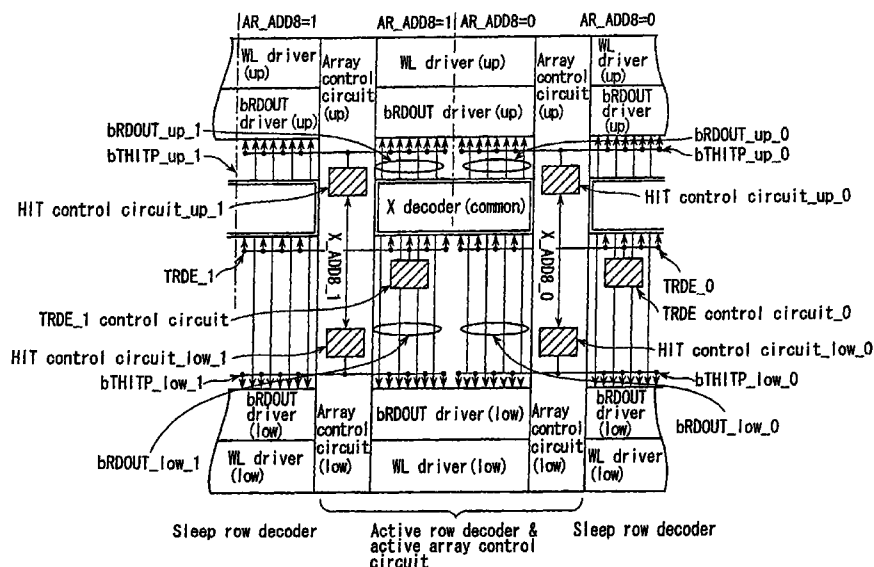 AR_ADD8=1
AR_ADD8=1
AR_ADD8=0
AR_ADD8=0
WL driver
(up)
Array
control
circuit
(up)
WL driver(up)
Array
control
circuit
(up)
WL driver
(up)
bRDOUT
driver(up)
bRDOUT driver(up)
bRDOUT
driver
(up)
bRDOUT_up_1
bRDOUT_up_0
bTHITP_up_1
bTHITP_up_0
HIT control circuit_up_1
X decoder(common)
HIT control circuit_up_0
X_ADD8_1
X_ADD8_0
TRDE_1
TRDE_0
TRDE_1 control circuit
TRDE control circuit_0
HIT control circuit_low_1
HIT control circuit_low_0
bTHITP_low_1
bTHITP_low_0
bRDOUT
driver
(low)
Array
control
circuit
(low)
bRDOUT driver(low)
Array
control
circuit
(low)
bRDOUT
driver
(low)
bRDOUT_low_0
bRDOUT_low_1
WL driver
(low)
WL driver(low)
WL driver
(low)
Sleep row decoder
Active row decoder &
active array control
circuit
Sleep row decoder